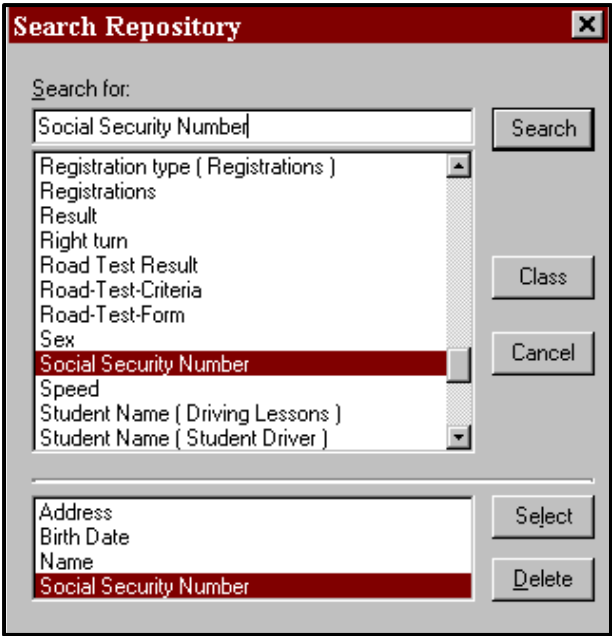 Search Repository
Search for:
Social Security Number
Search
Registration type ( Registrations )
Registrations
Result
Right turn
Road Test Result
Road-Test-Criteria
Road-Test-Form
Sex
Social Security Number
Speed
Student Name ( Driving Lessons )
Student Name ( Student Driver )
Class
Cancel
Address
Birth Date
Name
Social Security Number
Select
Delete